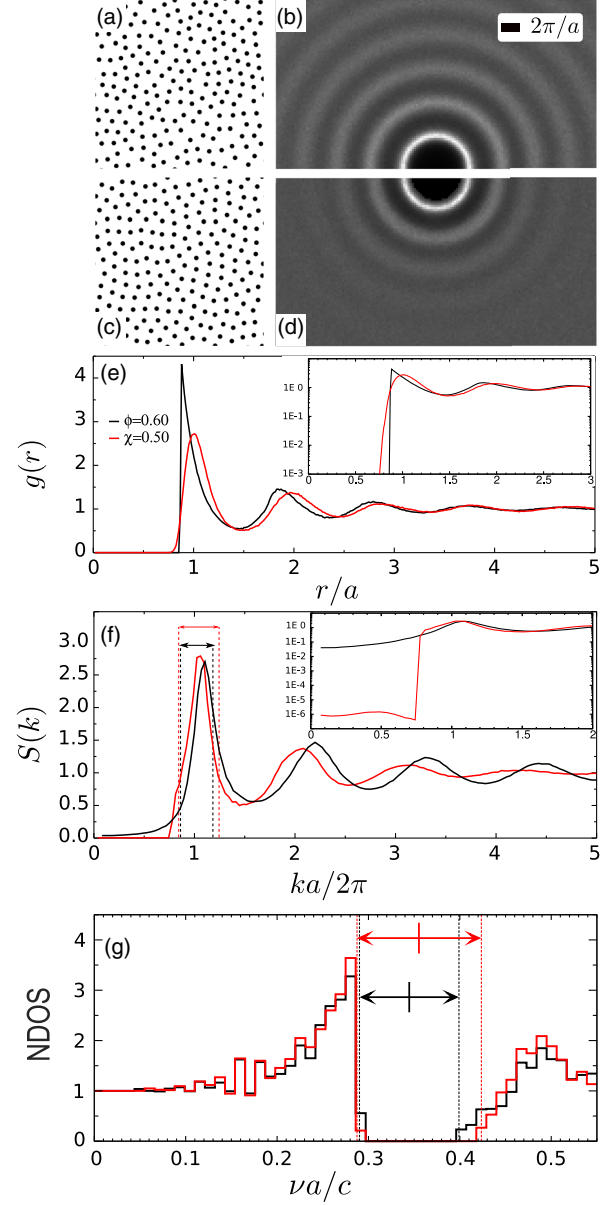 (a)
(b)
2π/a
(c)
(d)
(e)
4
3
2
1
0
g(r)
ϕ=0.60
χ=0.50
1E 0
1E-1
1E-2
1E-3
0 0.5 1 1.5 2 2.5 3
0 1 2 3 4 5
r/a
(f)
3.0
2.5
2.0
1.5
1.0
0.5
0.0
S(k)
1E 0
1E-1
1E-2
1E-3
1E-4
1E-5
1E-6
0 0.5 1 1.5 2
0 1 2 3 4 5
ka/2π
(g)
4
3
2
1
0
NDOS
0.0 0.1 0.2 0.3 0.4 0.5
νa/c